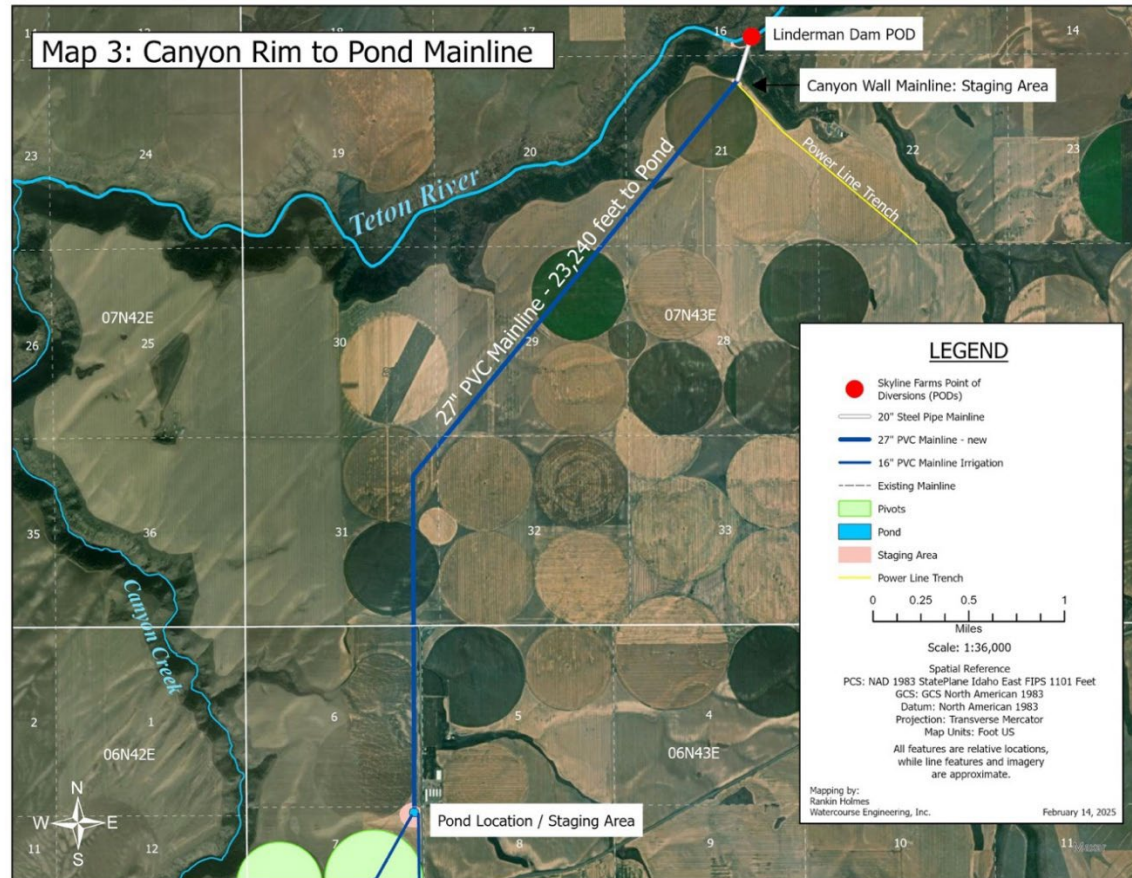 Map 3: Canyon Rim to Pond Mainline
Linderman Dam POD
Canyon Wall Mainline: Staging Area
11
16
14
23
24
19
20
21
22
23
Teton River
Power Line Trench
27" PVC Mainline - 23,240 feet to Pond
07N42E
07N43E
26
25
30
29
28
35
36
31
32
33
Canyon Creek
2
1
6
5
4
06N42E
06N43E
Pond Location / Staging Area
N
W
E
S
11
12
7
8
9
10
11
LEGEND
Skyline Farms Point of
Diversions (PODs)
20" Steel Pipe Mainline
27" PVC Mainline - new
16" PVC Mainline Irrigation
Existing Mainline
Pivots
Pond
Staging Area
Power Line Trench
0 0.25 0.5 1
Miles
Scale: 1:36,000
Spatial Reference
PCS: NAD 1983 StatePlane Idaho East FIPS 1101 Feet
GCS: GCS North American 1983
Datum: North American 1983
Projection: Transverse Mercator
Map Units: Foot US
All features are relative locations,
while line features and imagery
are approximate.
Mapping by:
Rankin Holmes
Watercourse Engineering, Inc.
February 14, 2025
Maxar